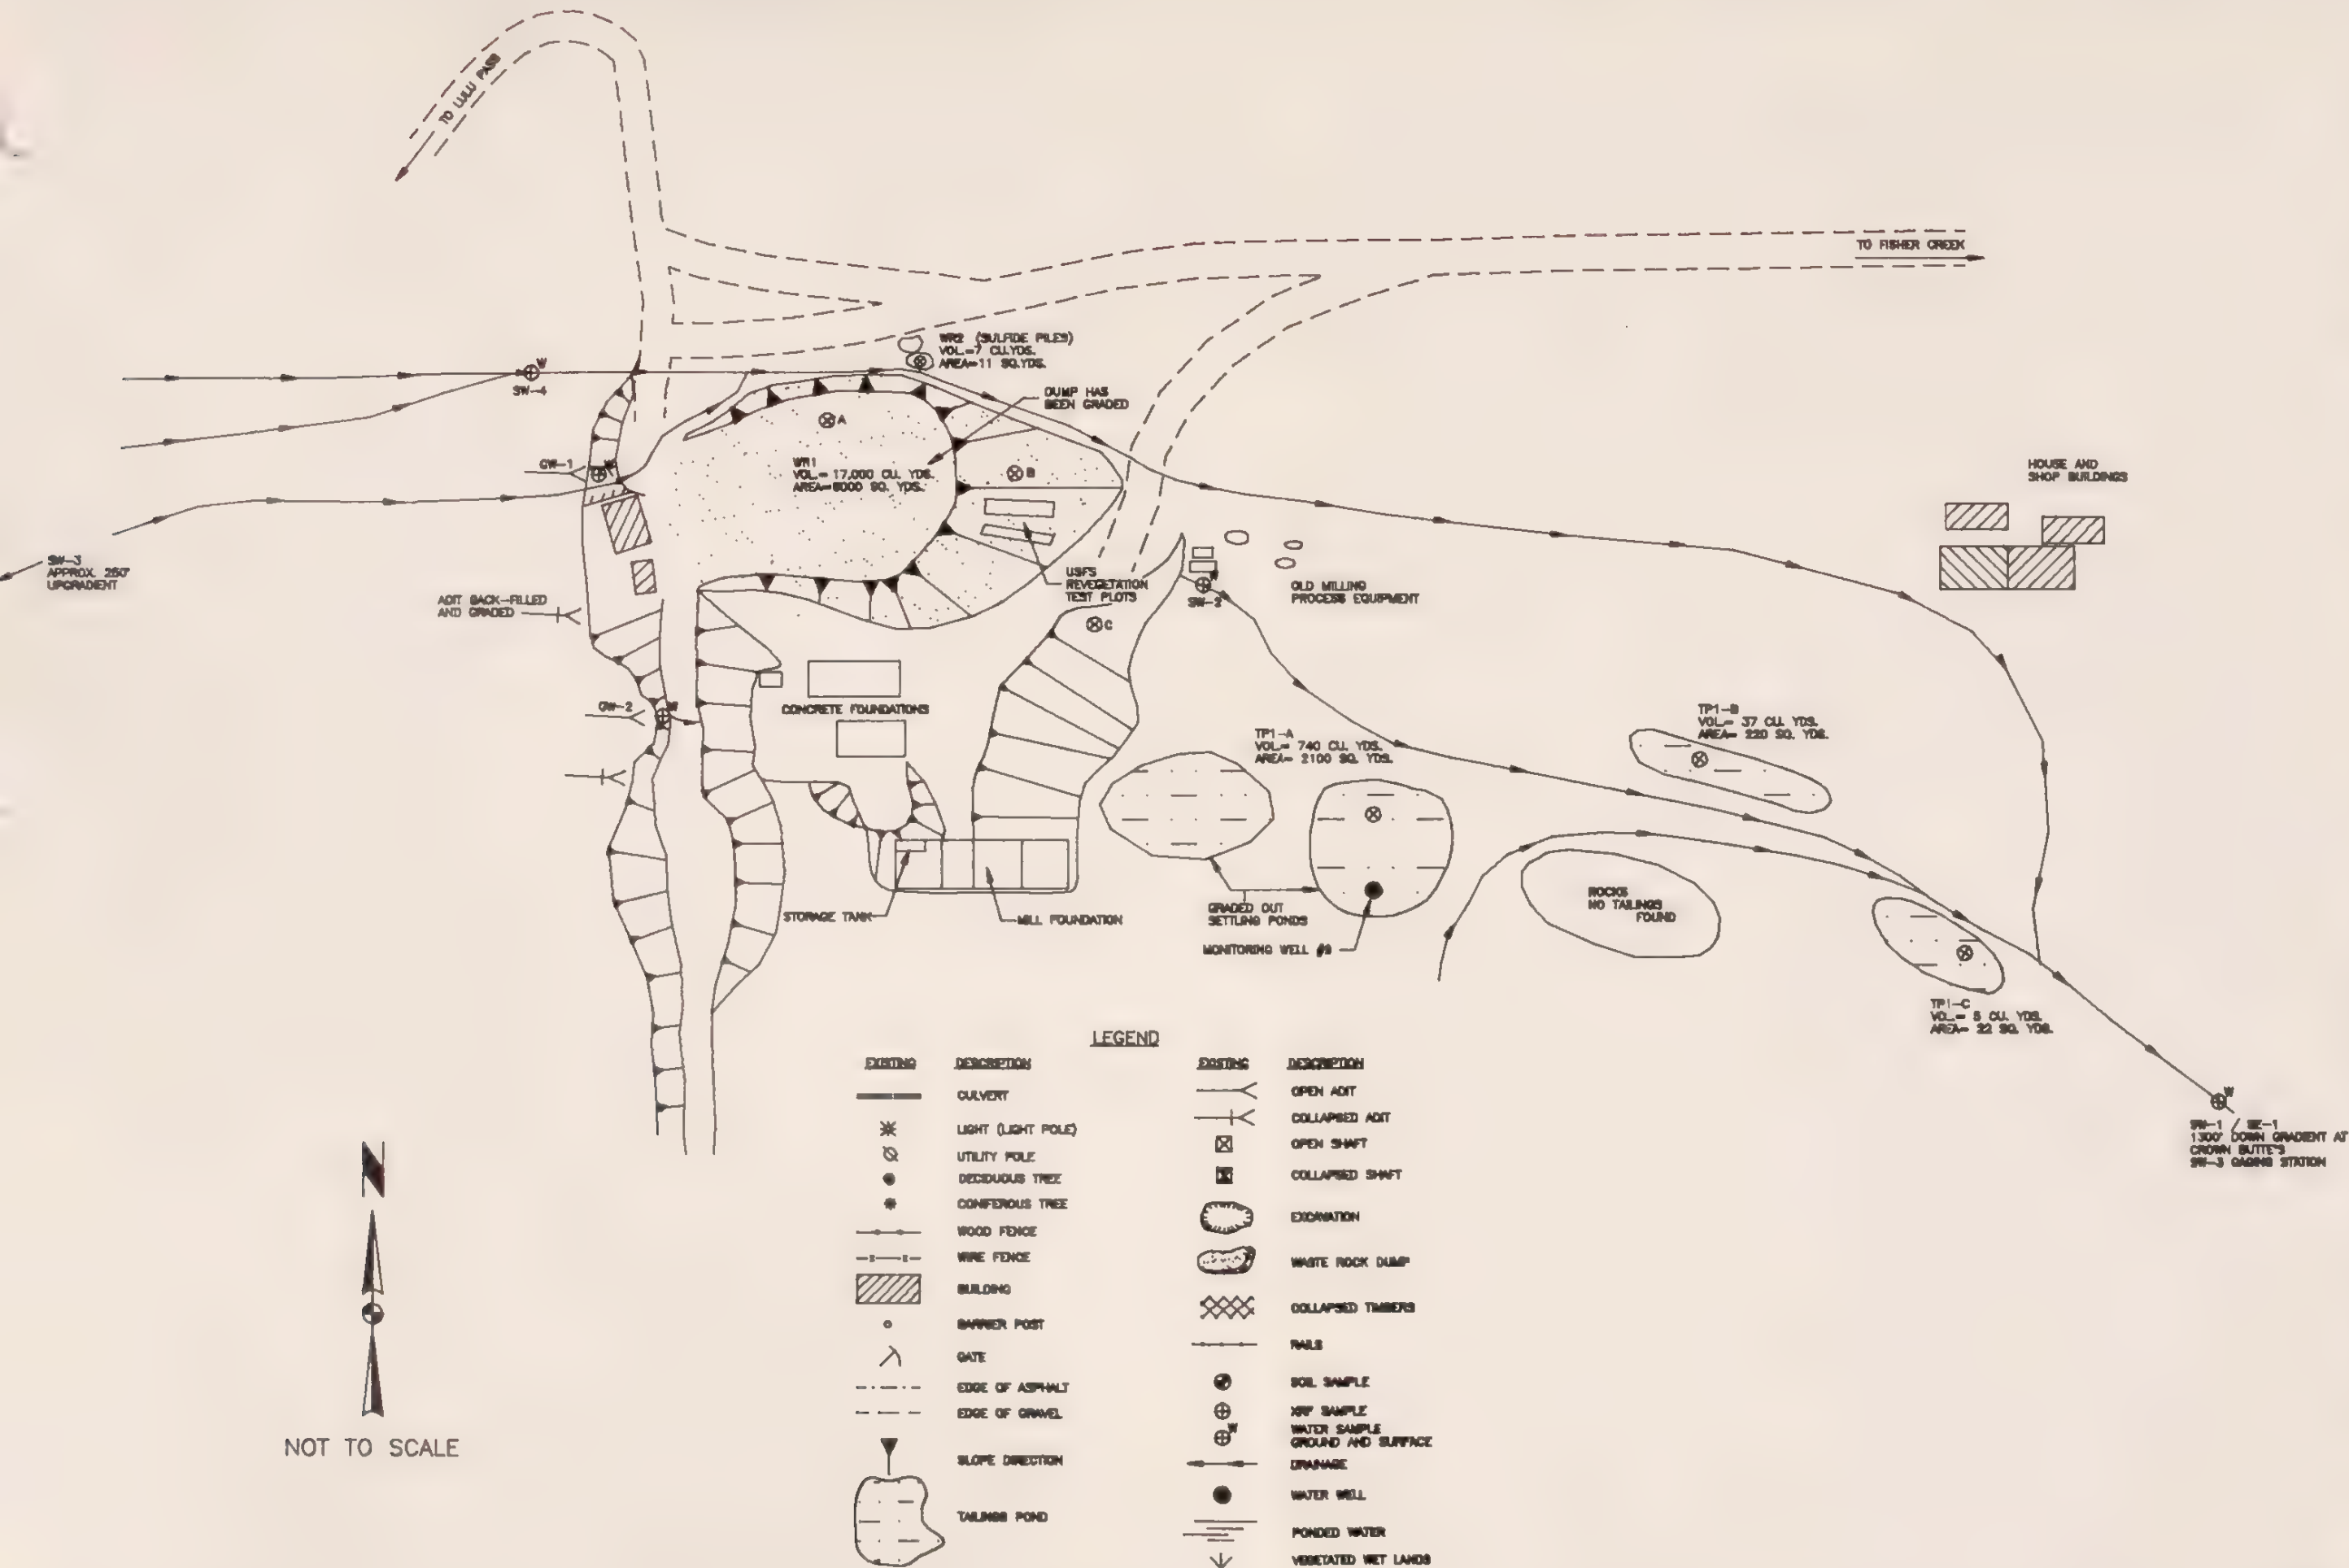 TO LULU PASS
TO FISHER CREEK
WR2 (SULFIDE PILES)
VOL.=7 CU.YDS.
AREA=11 SQ.YDS.
W
SW-4
DUMP HAS
BEEN GRADED
A
GW-1
W
WR1
VOL.= 17,000 CU. YDS.
AREA=8000 SQ. YDS.
B
HOUSE AND
SHOP BUILDINGS
SW-3
APPROX. 250'
UPGRADIENT
USFS
REVEGETATION
TEST PLOTS
W
SW-2
OLD MILLING
PROCESS EQUIPMENT
ADIT BACK-FILLED
AND GRADED
C
GW-2
W
CONCRETE FOUNDATIONS
TP1-A
VOL.= 740 CU. YDS.
AREA= 2100 SQ. YDS.
TP1-B
VOL.= 37 CU. YDS.
AREA= 220 SQ. YDS.
STORAGE TANK
MILL FOUNDATION
GRADED OUT
SETTLING PONDS
MONITORING WELL #9
ROCKS
NO TAILINGS
FOUND
TP1-C
VOL.= 5 CU. YDS.
AREA= 22 SQ. YDS.
W
SW-1 / SE-1
1300' DOWN GRADIENT AT
CROWN BUTTE'S
SW-3 GAGING STATION
N
NOT TO SCALE
LEGEND
EXISTING DESCRIPTION
CULVERT
LIGHT (LIGHT POLE)
UTILITY POLE
DECIDUOUS TREE
CONIFEROUS TREE
WOOD FENCE
WIRE FENCE
BUILDING
BARRIER POST
GATE
EDGE OF ASPHALT
EDGE OF GRAVEL
SLOPE DIRECTION
TAILINGS POND
EXISTING DESCRIPTION
OPEN ADIT
COLLAPSED ADIT
OPEN SHAFT
COLLAPSED SHAFT
EXCAVATION
WASTE ROCK DUMP
COLLAPSED TIMBERS
RAILS
SOIL SAMPLE
XRF SAMPLE
W
WATER SAMPLE
GROUND AND SURFACE
DRAINAGE
WATER WELL
PONDED WATER
VEGETATED WET LANDS